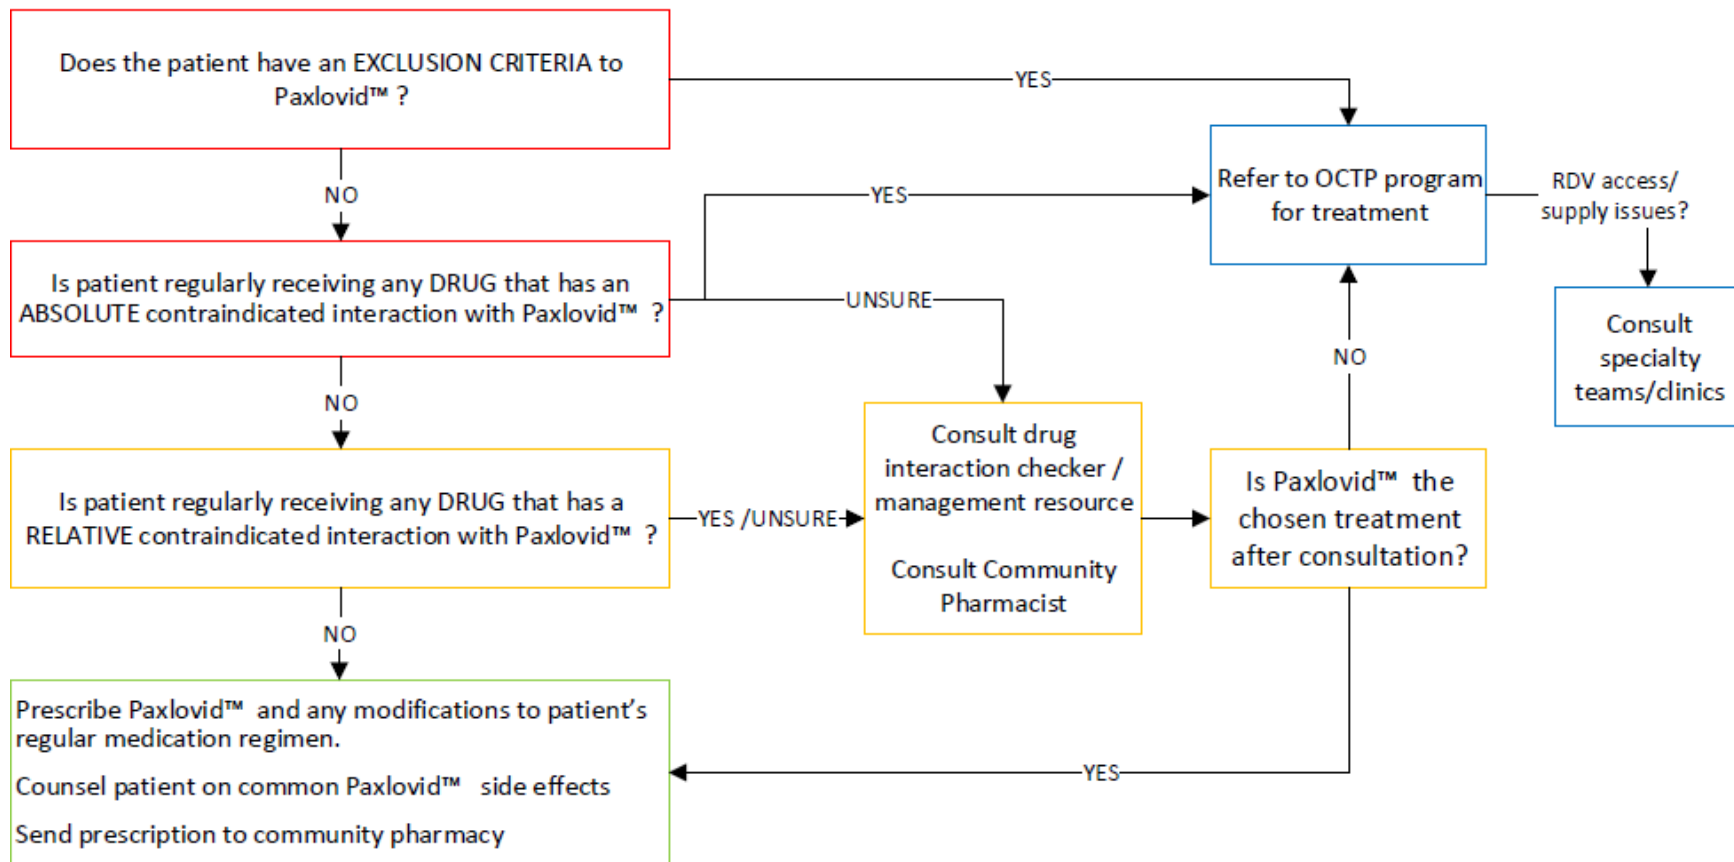 Does the patient have an EXCLUSION CRITERIA to
Paxlovid™ ?
YES
NO
Refer to OCTP program
for treatment
RDV access/
supply issues?
YES
Is patient regularly receiving any DRUG that has an
ABSOLUTE contraindicated interaction with Paxlovid™ ?
UNSURE
Consult
specialty
teams/clinics
NO
NO
Consult drug
interaction checker /
management resource
Consult Community
Pharmacist
Is patient regularly receiving any DRUG that has a
RELATIVE contraindicated interaction with Paxlovid™ ?
YES /UNSURE
Is Paxlovid™ the
chosen treatment
after consultation?
NO
Prescribe Paxlovid™ and any modifications to patient’s
regular medication regimen.
Counsel patient on common Paxlovid™ side effects
Send prescription to community pharmacy
YES